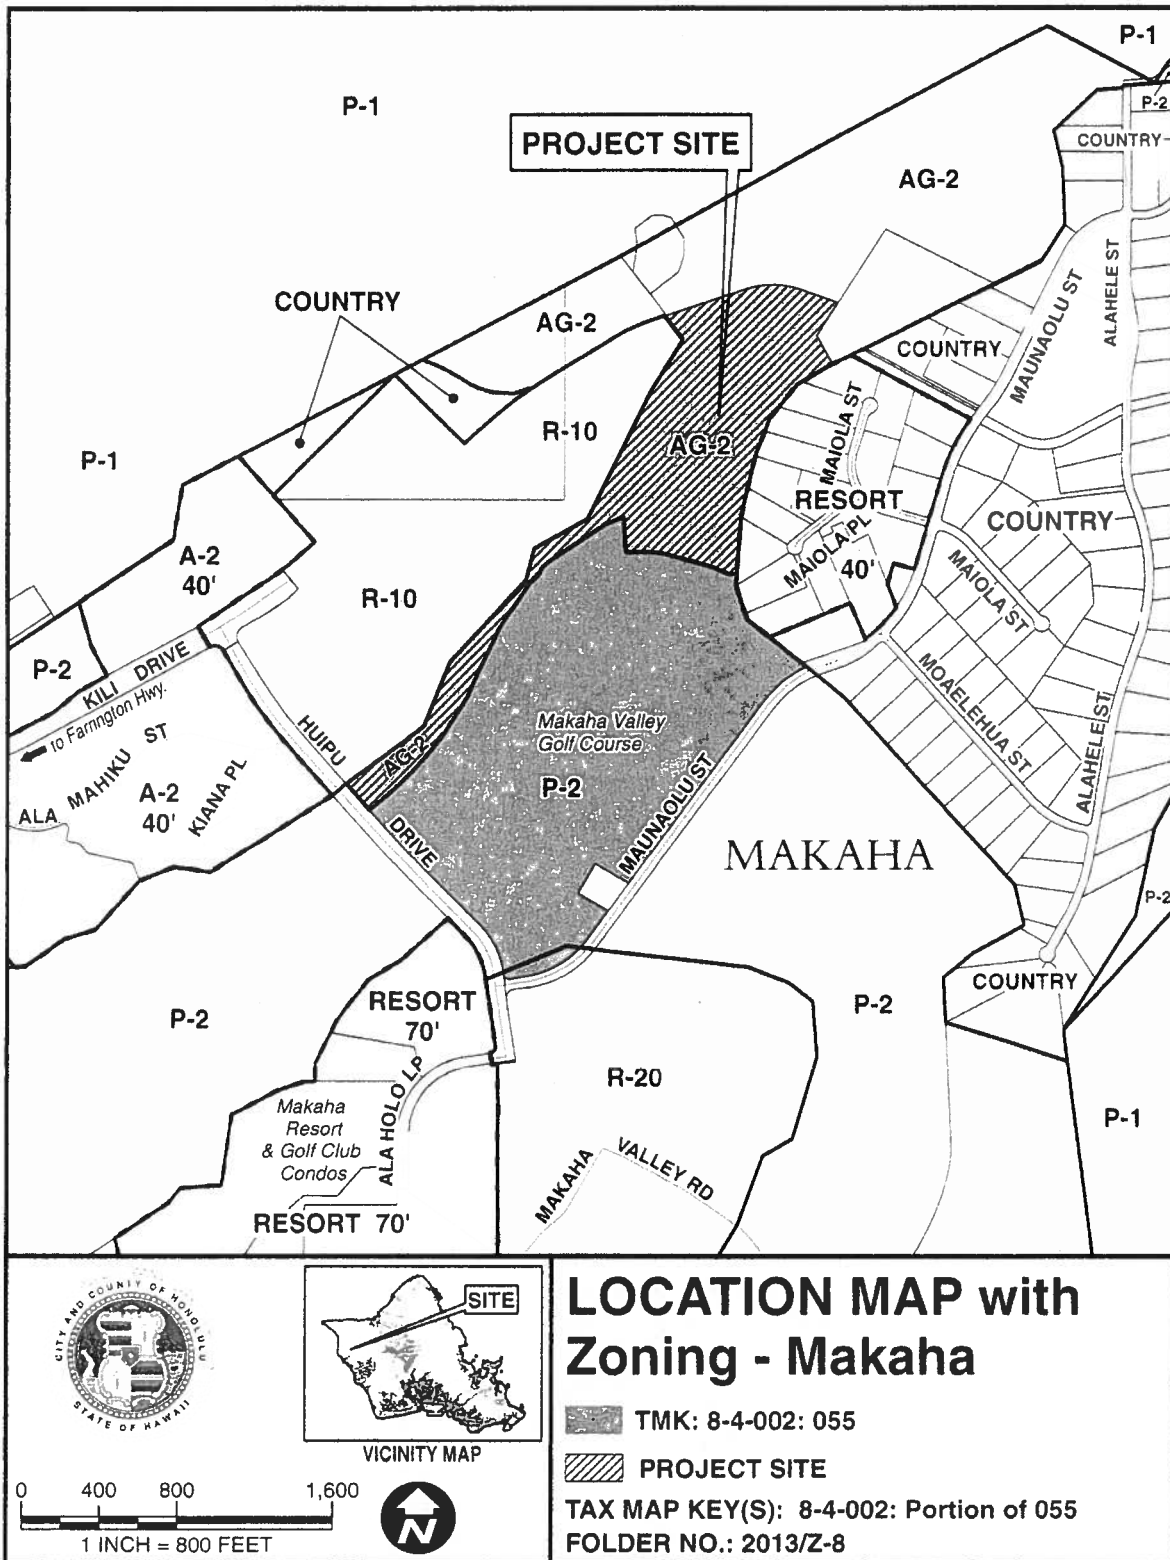 P-1
P-1
P-2
PROJECT SITE
COUNTRY
AG-2
COUNTRY
AG-2
COUNTRY
MAUNAOLU ST
ALAHELE ST
P-1
R-10
AG-2
MAIOLA ST
RESORT
MAIOLA PL
40'
COUNTRY
MAIOLA ST
A-2
40'
R-10
P-2
KILI DRIVE
to Farrington Hwy.
HUIPU
DRIVE
ALA MAHIKU ST
A-2
40'
KIANA PL
AG-2
Makaha Valley
Golf Course
P-2
MAUNAOLU ST
MOAELEHUA ST
ALAHELE ST
MAKAHA
P-2
COUNTRY
P-2
RESORT
70'
P-2
R-20
P-1
ALA HOLO LP
Makaha
Resort
& Golf Club
Condos
MAKAHA
VALLEY RD
RESORT 70'
CITY AND COUNTY OF HONOLULU
STATE OF HAWAII
SITE
VICINITY MAP
0 400 800 1,600
1 INCH = 800 FEET
N
LOCATION MAP with
Zoning - Makaha
TMK: 8-4-002: 055
PROJECT SITE
TAX MAP KEY(S): 8-4-002: Portion of 055
FOLDER NO.: 2013/Z-8